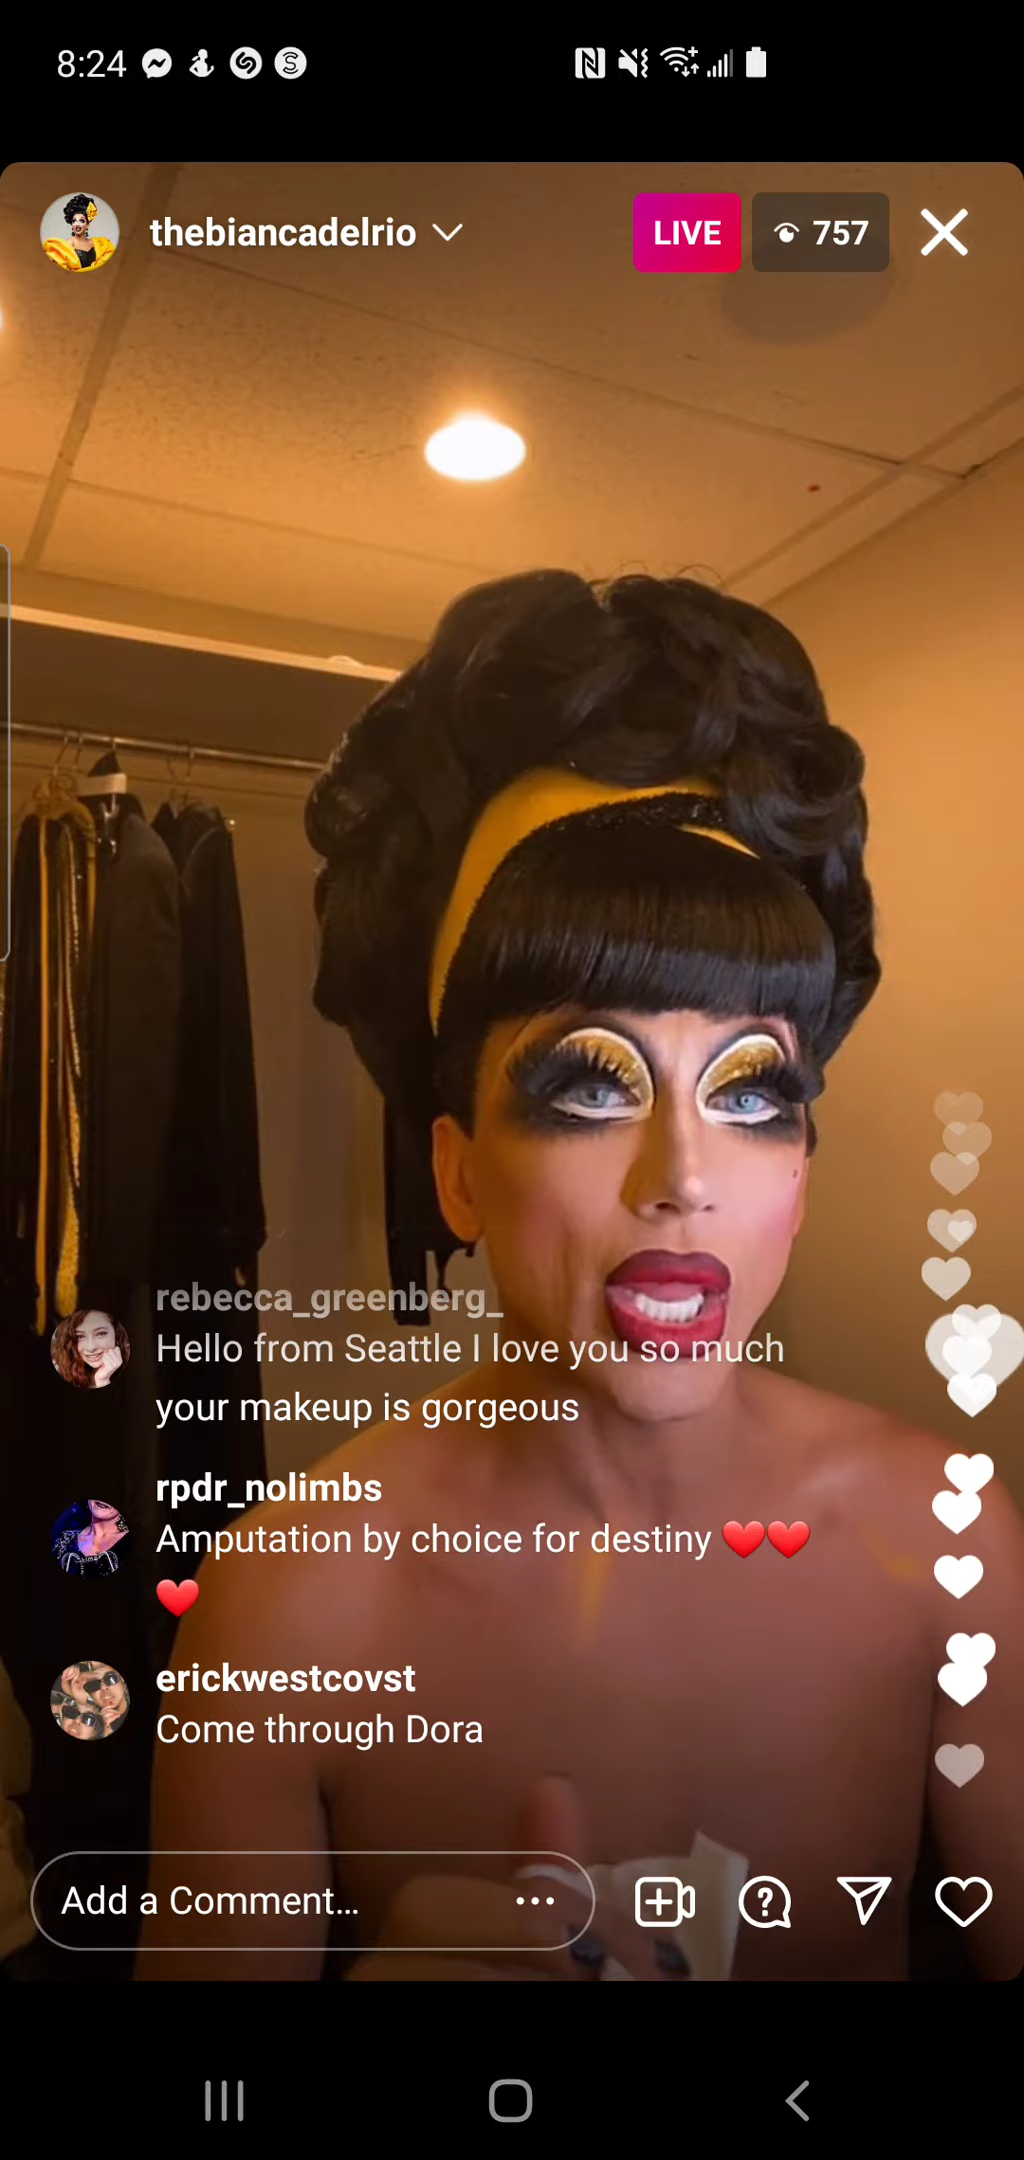 8:24
thebiancadelrio
LIVE
757
rebecca_greenberg_
Hello from Seattle I love you so much
your makeup is gorgeous
rpdr_nolimbs
Amputation by choice for destiny ❤️❤️
❤️
erickwestcovst
Come through Dora
Add a Comment...